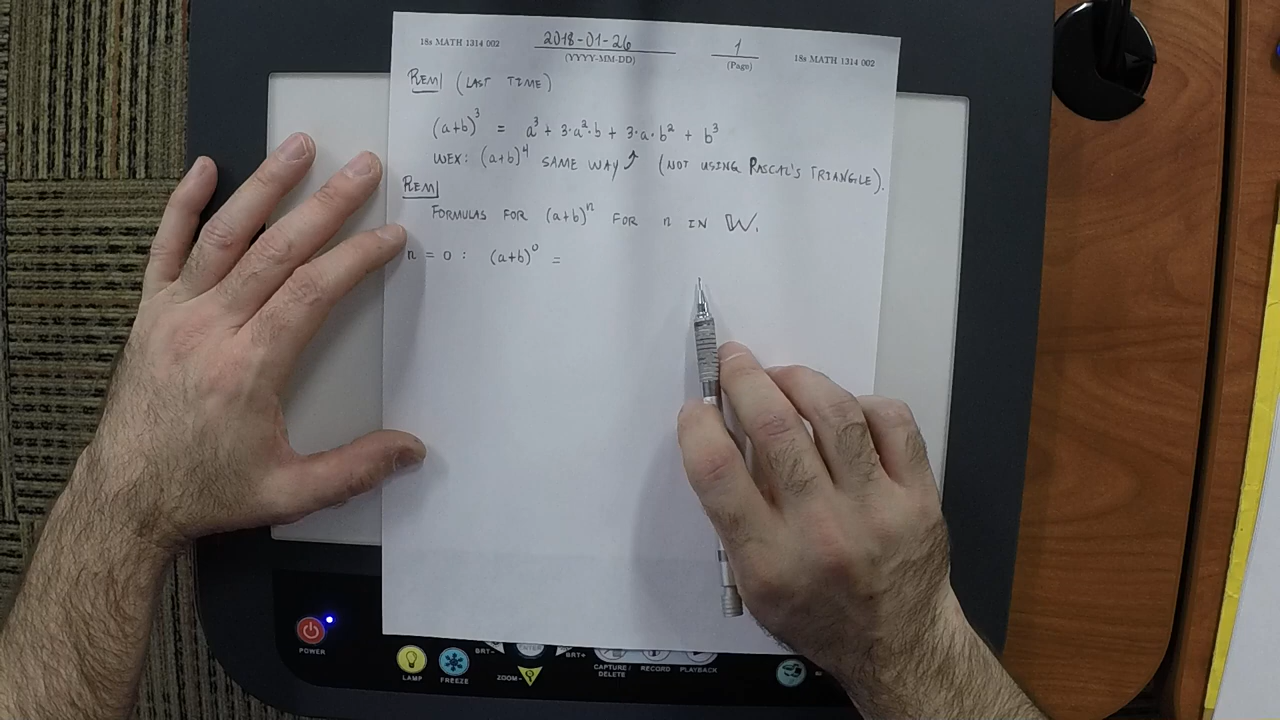 18s MATH 1314 002 2018-01-26 1 18s MATH 1314 002
(YYYY-MM-DD) (Page)
REM (LAST TIME)
(a+b)³ = a³ + 3·a²·b + 3·a·b² + b³
WEX: (a+b)⁴ SAME WAY ↗ (NOT USING PASCAL'S TRIANGLE).
REM
FORMULAS FOR (a+b)ⁿ FOR n IN 𝕎.
n = 0 : (a+b)⁰ =
POWER
LAMP
FREEZE
BRT-
BRT+
ZOOM-
CAPTURE/
DELETE
RECORD
PLAYBACK